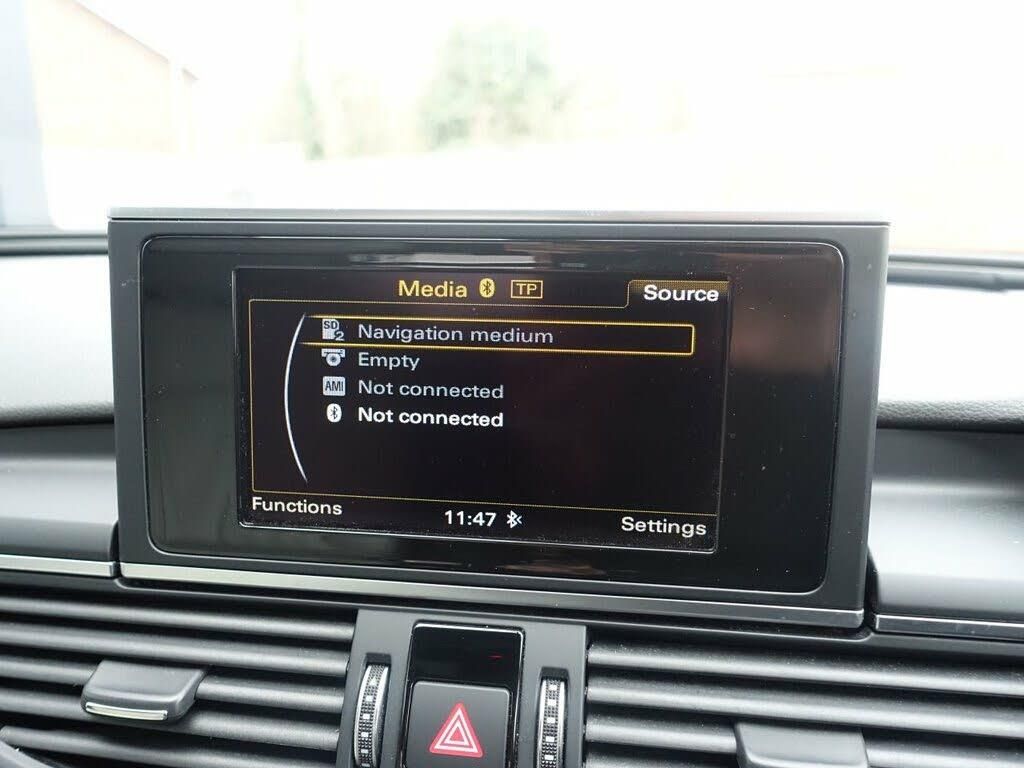 Media TP Source
SD 2 Navigation medium
Empty
AMI Not connected
Not connected
Functions 11:47 Settings